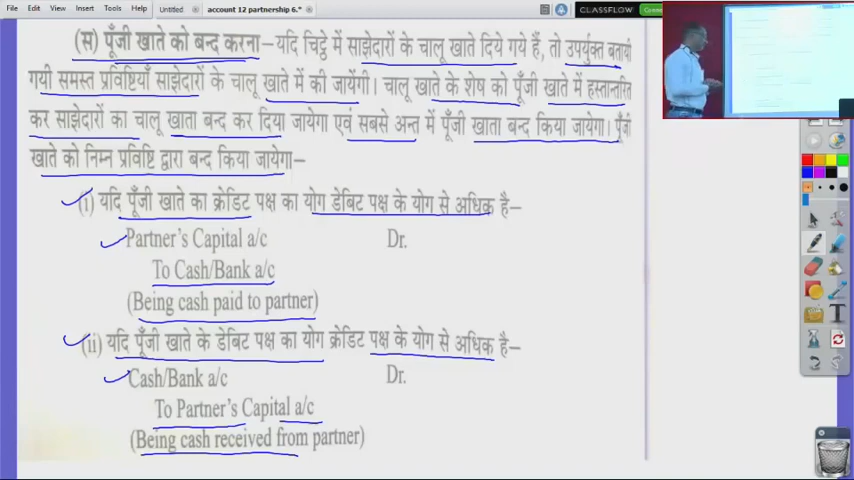 File Edit View Insert Tools Help
Untitled
account 12 partnership 6.*
CLASSFLOW
(स) पूँजी खाते को बन्द करना–यदि चिट्ठे में साझेदारों के चालू खाते दिये गये हैं, तो उपर्युक्त बतायी
गयी समस्त प्रविष्टियाँ साझेदारों के चालू खाते में की जायेंगी। चालू खाते के शेष को पूँजी खाते में हस्तान्तरित
कर साझेदारों का चालू खाता बन्द कर दिया जायेगा एवं सबसे अन्त में पूँजी खाता बन्द किया जायेगा। पूँजी
खाते को निम्न प्रविष्टि द्वारा बन्द किया जायेगा–
(i) यदि पूँजी खाते का क्रेडिट पक्ष का योग डेबिट पक्ष के योग से अधिक है–
Partner's Capital a/c Dr.
To Cash/Bank a/c
(Being cash paid to partner)
(ii) यदि पूँजी खाते के डेबिट पक्ष का योग क्रेडिट पक्ष के योग से अधिक है–
Cash/Bank a/c Dr.
To Partner's Capital a/c
(Being cash received from partner)